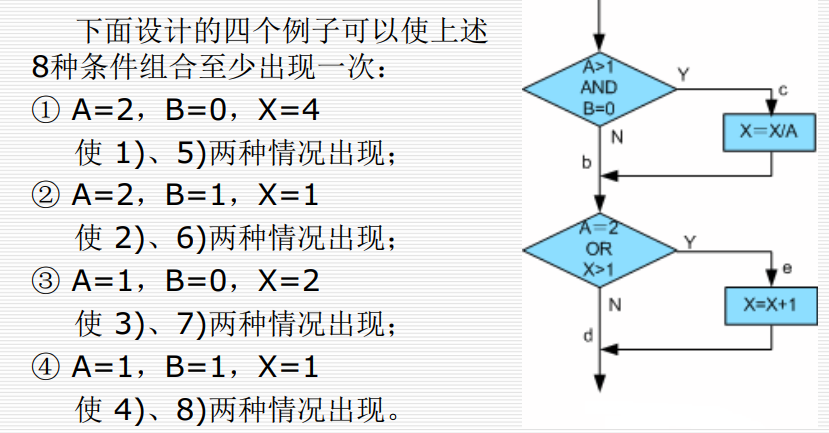 下面设计的四个例子可以使上述
8种条件组合至少出现一次：
① A=2，B=0，X=4
使 1)、5)两种情况出现；
② A=2，B=1，X=1
使 2)、6)两种情况出现；
③ A=1，B=0，X=2
使 3)、7)两种情况出现；
④ A=1，B=1，X=1
使 4)、8)两种情况出现。
A>1
AND
B=0
Y
c
X=X/A
N
b
A=2
OR
X>1
Y
e
X=X+1
N
d